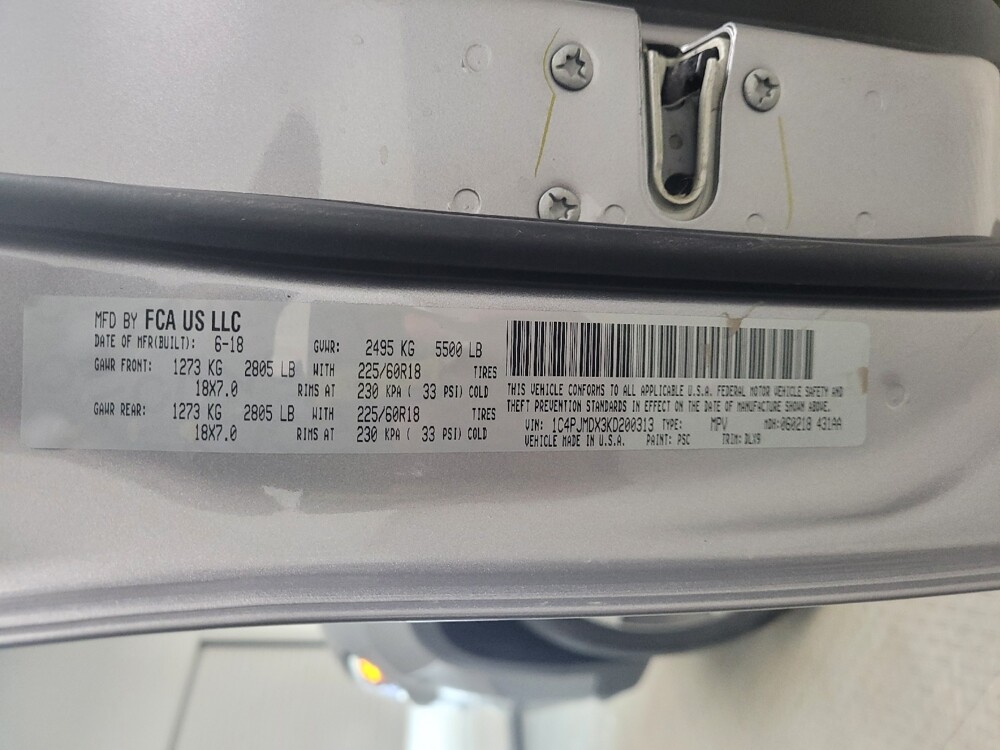 MFD BY FCA US LLC
DATE OF MFR(BUILT): 6-18 GVWR: 2495 KG 5500 LB
GAWR FRONT: 1273 KG 2805 LB WITH 225/60R18 TIRES
18X7.0 RIMS AT 230 KPA ( 33 PSI) COLD
GAWR REAR: 1273 KG 2805 LB WITH 225/60R18 TIRES
18X7.0 RIMS AT 230 KPA ( 33 PSI) COLD
THIS VEHICLE CONFORMS TO ALL APPLICABLE U.S.A. FEDERAL MOTOR VEHICLE SAFETY AND
THEFT PREVENTION STANDARDS IN EFFECT ON THE DATE OF MANUFACTURE SHOWN ABOVE.
VIN: 1C4PJMDX3KD200313 TYPE: MPV MDH:060218 431AA
VEHICLE MADE IN U.S.A. PAINT: PSC TRIM: DLX9